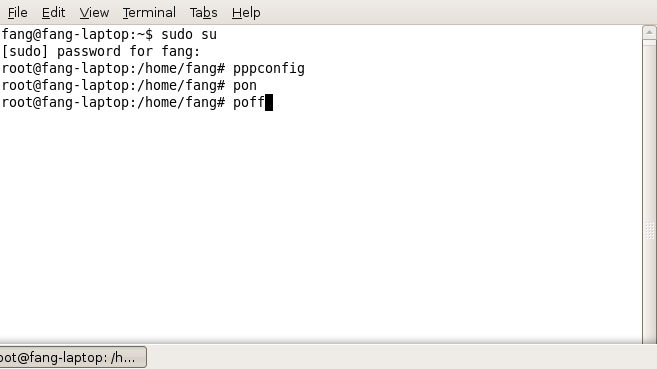 File Edit View Terminal Tabs Help
fang@fang-laptop:~$ sudo su
[sudo] password for fang:
root@fang-laptop:/home/fang# pppconfig
root@fang-laptop:/home/fang# pon
root@fang-laptop:/home/fang# poff
oot@fang-laptop: /h...